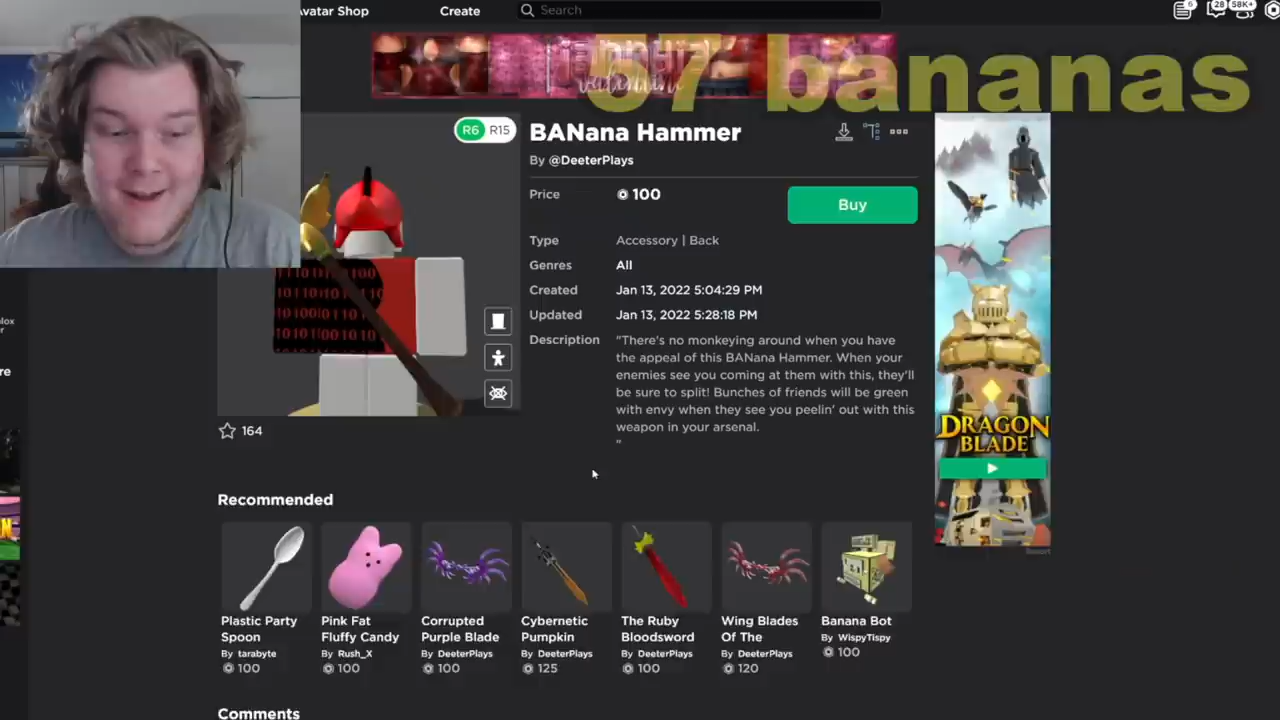 Avatar Shop
Create
Search
28
58K+
57 bananas
R6 R15
BANana Hammer
By @DeeterPlays
Price
100
Buy
Type
Accessory | Back
Genres
All
Created
Jan 13, 2022 5:04:29 PM
Updated
Jan 13, 2022 5:28:18 PM
Description
"There's no monkeying around when you have
the appeal of this BANana Hammer. When your
enemies see you coming at them with this, they'll
be sure to split! Bunches of friends will be green
with envy when they see you peelin' out with this
weapon in your arsenal.
"
164
DRAGON
BLADE
Report
Recommended
Plastic Party
Spoon
By tarabyte
100
Pink Fat
Fluffy Candy
By Rush_X
100
Corrupted
Purple Blade
By DeeterPlays
100
Cybernetic
Pumpkin
By DeeterPlays
125
The Ruby
Bloodsword
By DeeterPlays
100
Wing Blades
Of The
By DeeterPlays
120
Banana Bot
By WispyTispy
100
Comments